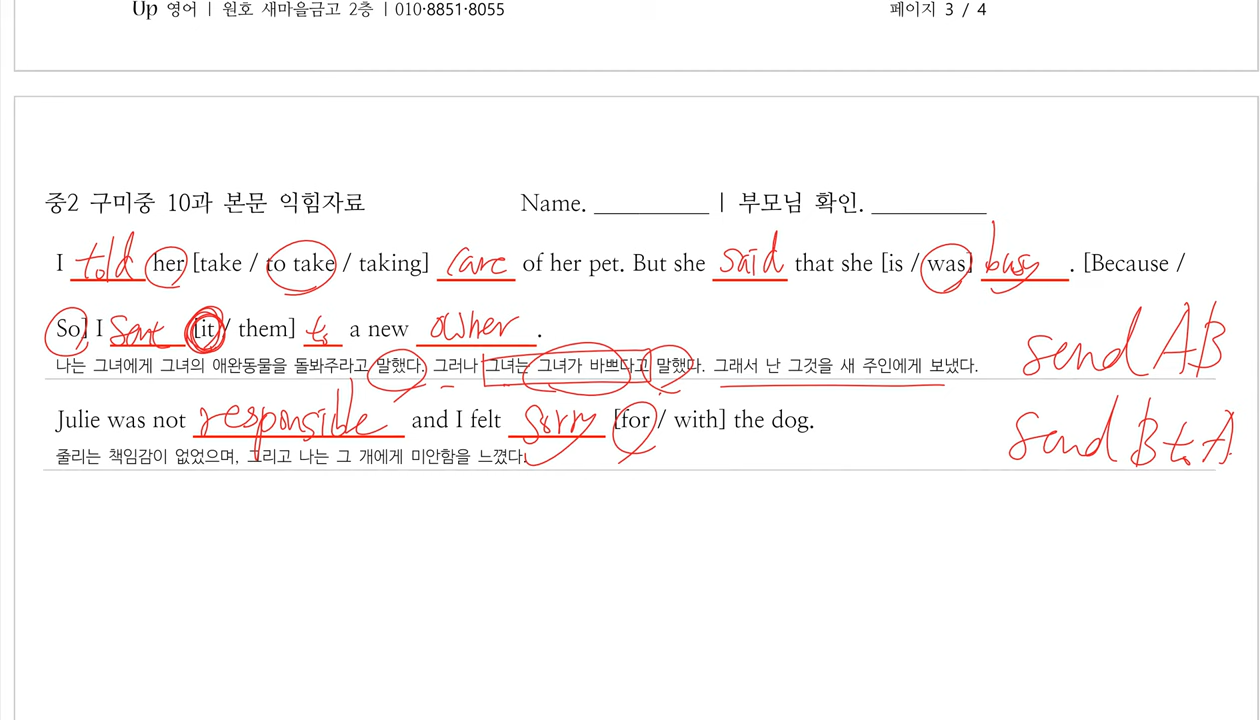 Up 영어 | 원호 새마을금고 2층 | 010·8851·8055 페이지 3 / 4
중2 구미중 10과 본문 익힘자료 Name. __________ | 부모님 확인. __________
I told her [take / to take / taking] care of her pet. But she said that she [is / was] busy . [Because /
So] I sent [it / them] to a new owner .
send AB
나는 그녀에게 그녀의 애완동물을 돌봐주라고 말했다. 그러나 그녀는 그녀가 바쁘다고 말했다. 그래서 난 그것을 새 주인에게 보냈다.
Julie was not responsible and I felt sorry [for / with] the dog.
send B to A
줄리는 책임감이 없었으며, 그리고 나는 그 개에게 미안함을 느꼈다.